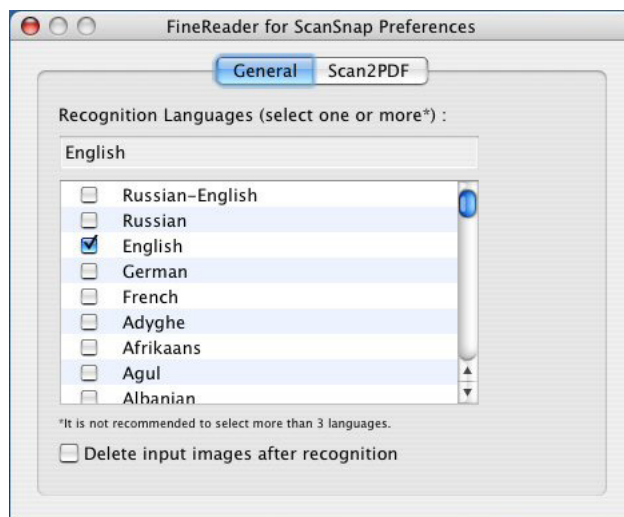 FineReader for ScanSnap Preferences
General Scan2PDF
Recognition Languages (select one or more*) :
English
Russian-English
Russian
English
German
French
Adyghe
Afrikaans
Agul
Albanian
*It is not recommended to select more than 3 languages.
Delete input images after recognition